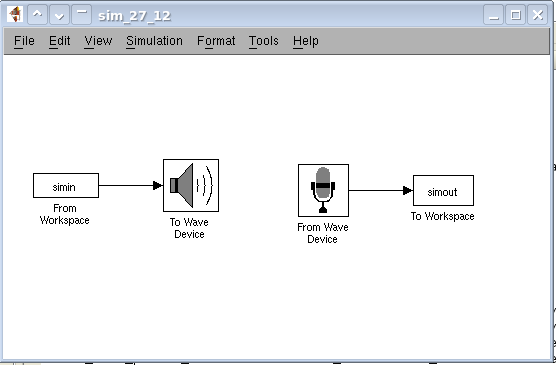 sim_27_12
File Edit View Simulation Format Tools Help
simin
From
Workspace
To Wave
Device
From Wave
Device
simout
To Workspace